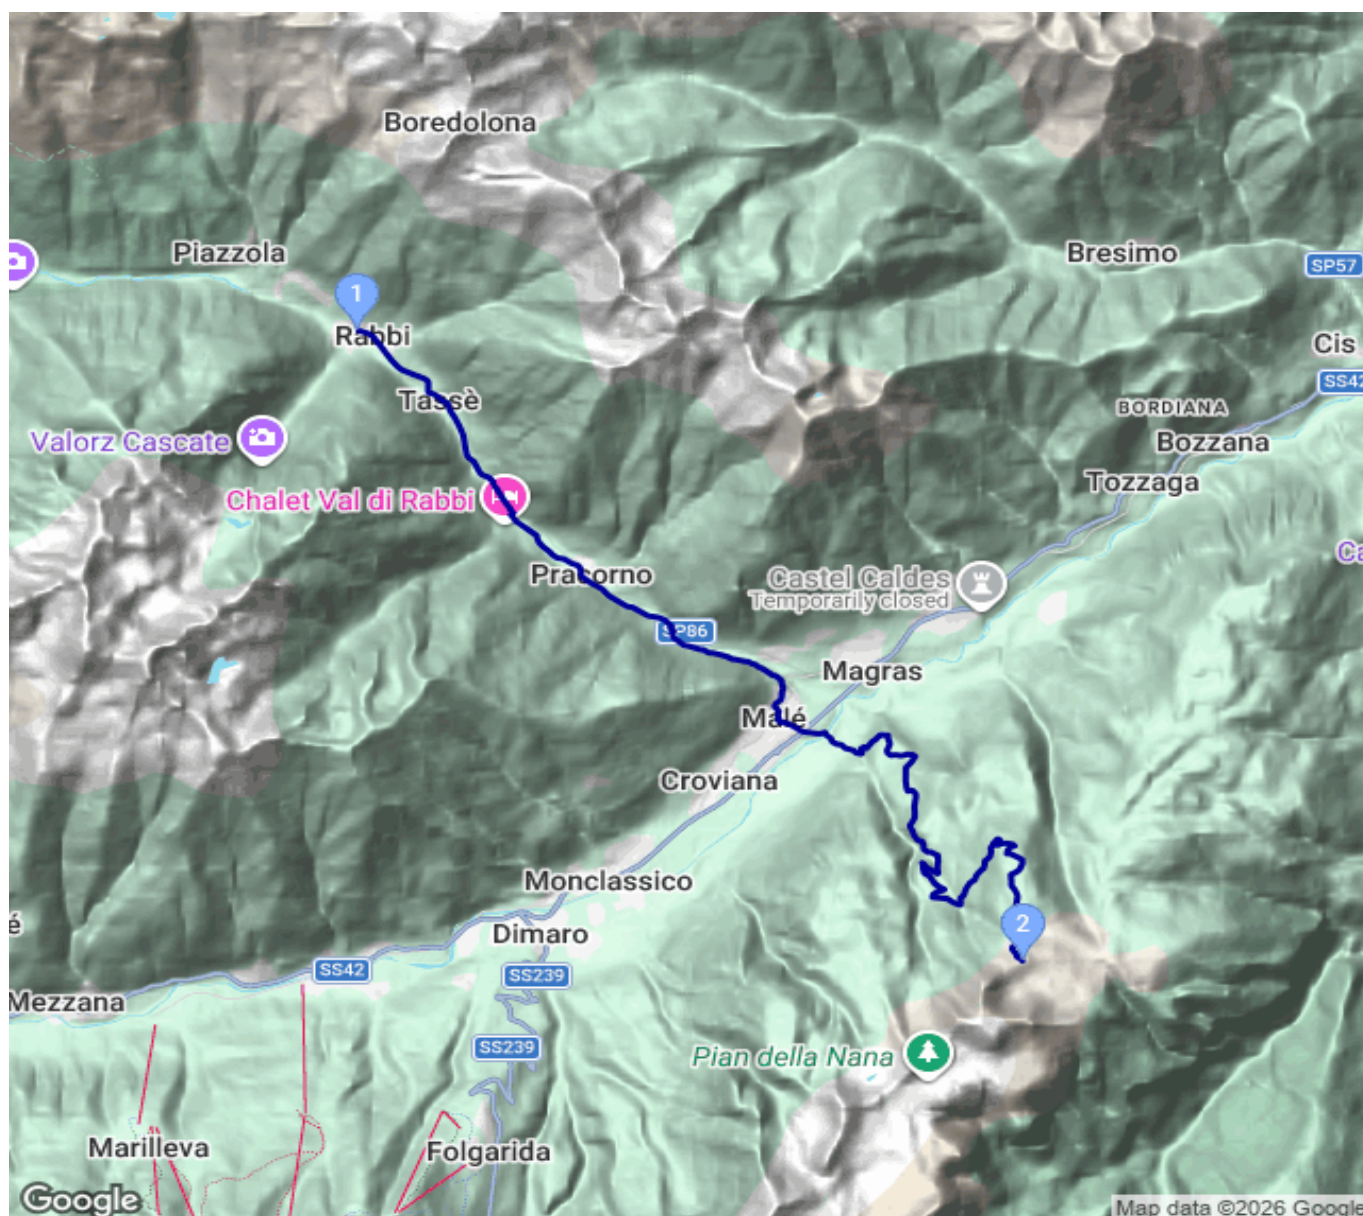 Boredolona
Piazzola
Bresimo
SP57
1
Rabbi
Cis
SS42
Tassè
BORDIANA
Valorz Cascate
Bozzana
Tozzaga
Chalet Val di Rabbi
Pracorno
Castel Caldes
Temporarily closed
Ca
SP86
Magras
Malé
Croviana
Monclassico
2
é
Dimaro
SS42
SS239
Mezzana
SS239
Pian della Nana
Marilleva
Folgarida
Google
Map data ©2026 Google